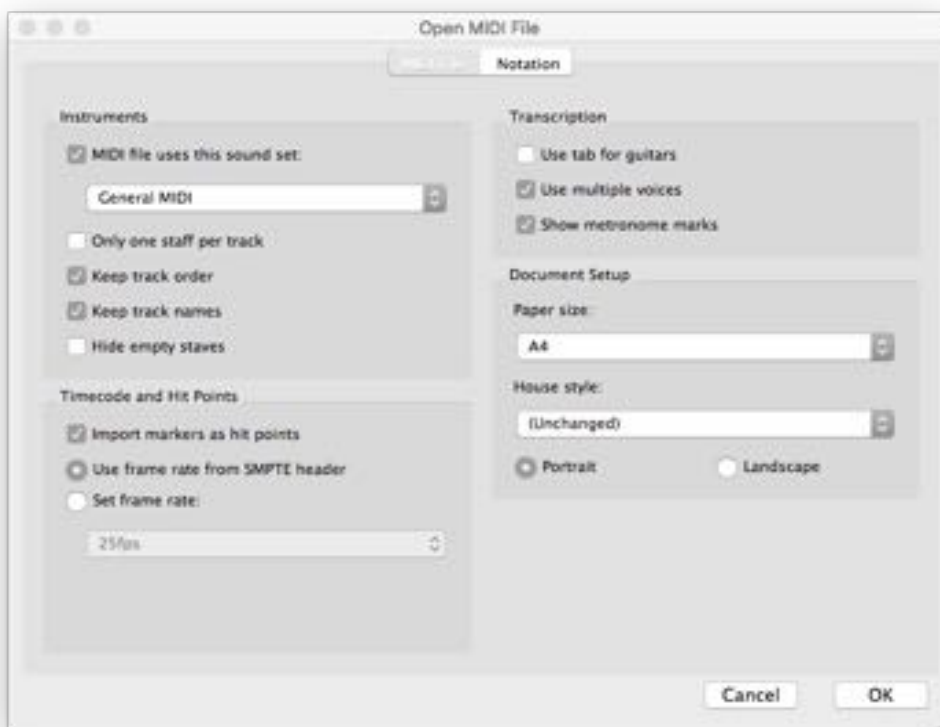 Open MIDI File
Notation
Instruments
MIDI file uses this sound set:
General MIDI
Only one staff per track
Keep track order
Keep track names
Hide empty staves
Timecode and Hit Points
Import markers as hit points
Use frame rate from SMPTE header
Set frame rate:
25fps
Transcription
Use tab for guitars
Use multiple voices
Show metronome marks
Document Setup
Paper size:
A4
House style:
(Unchanged)
Portrait Landscape
Cancel OK